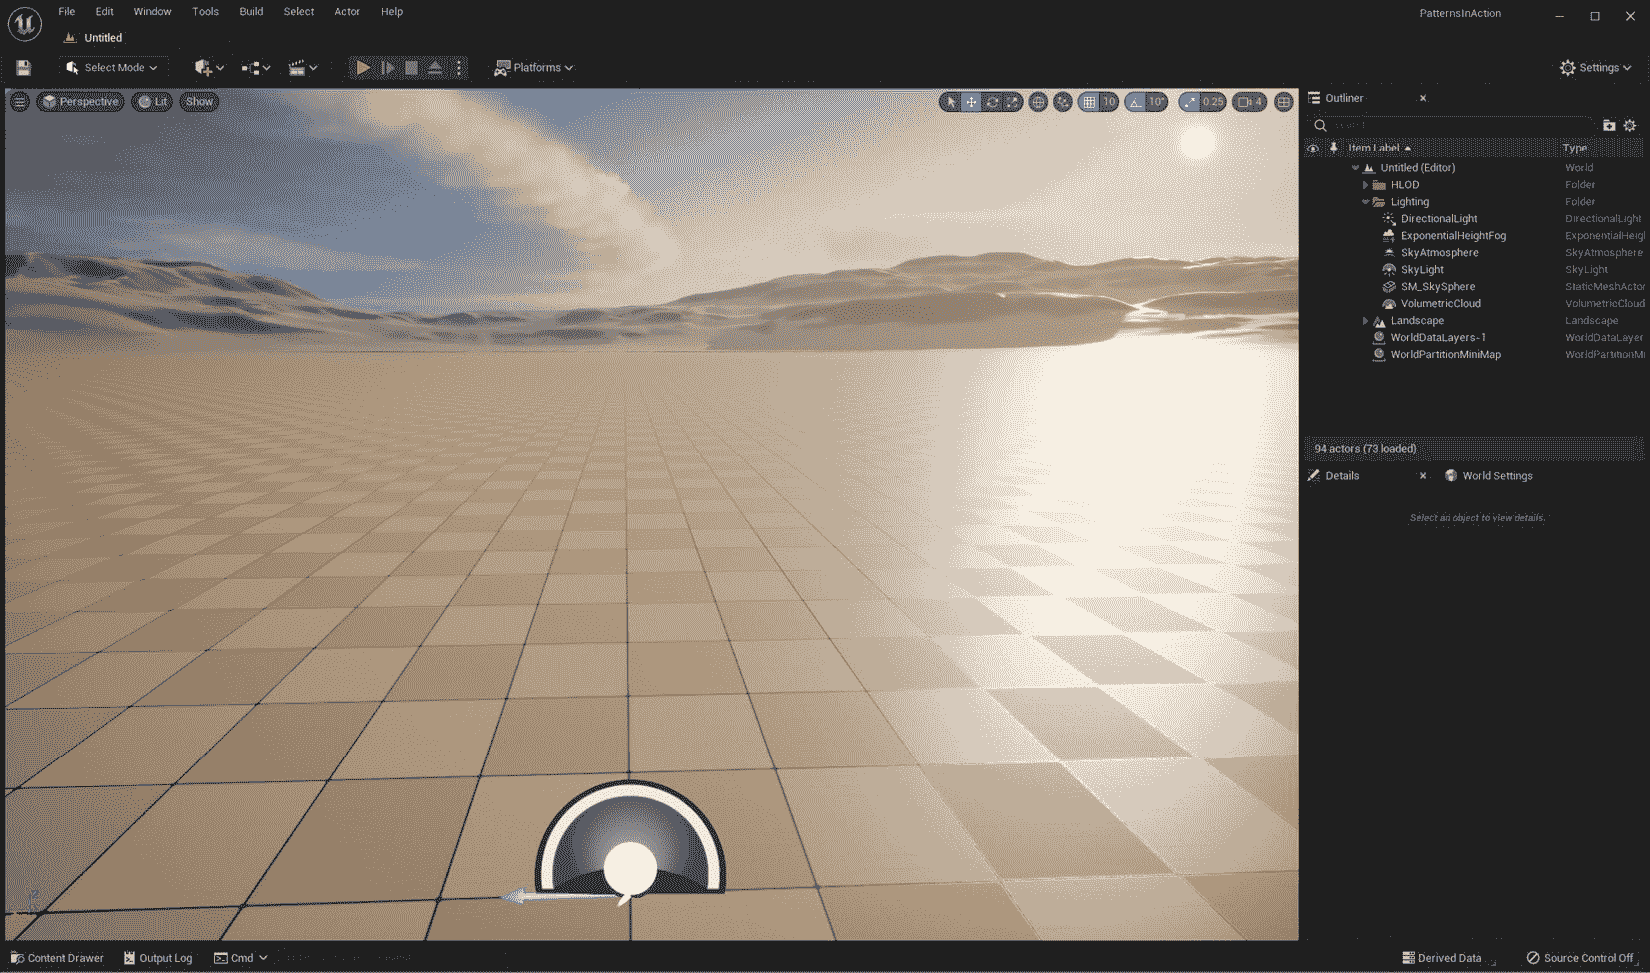 File Edit Window Tools Build Select Actor Help
PatternsInAction
Untitled
Select Mode
Platforms
Settings
Perspective Lit Show
10 10° 0.25 4
Outliner
Item Label Type
Untitled (Editor) World
HLOD Folder
Lighting Folder
DirectionalLight DirectionalLight
ExponentialHeightFog ExponentialHeigl
SkyAtmosphere SkyAtmosphere
SkyLight SkyLight
SM_SkySphere StaticMeshActor
VolumetricCloud VolumetricCloud
Landscape Landscape
WorldDataLayers-1 WorldDataLayer
WorldPartitionMiniMap WorldPartitionM
94 actors (73 loaded)
Details World Settings
Select an object to view details.
Content Drawer Output Log Cmd
Derived Data Source Control Off